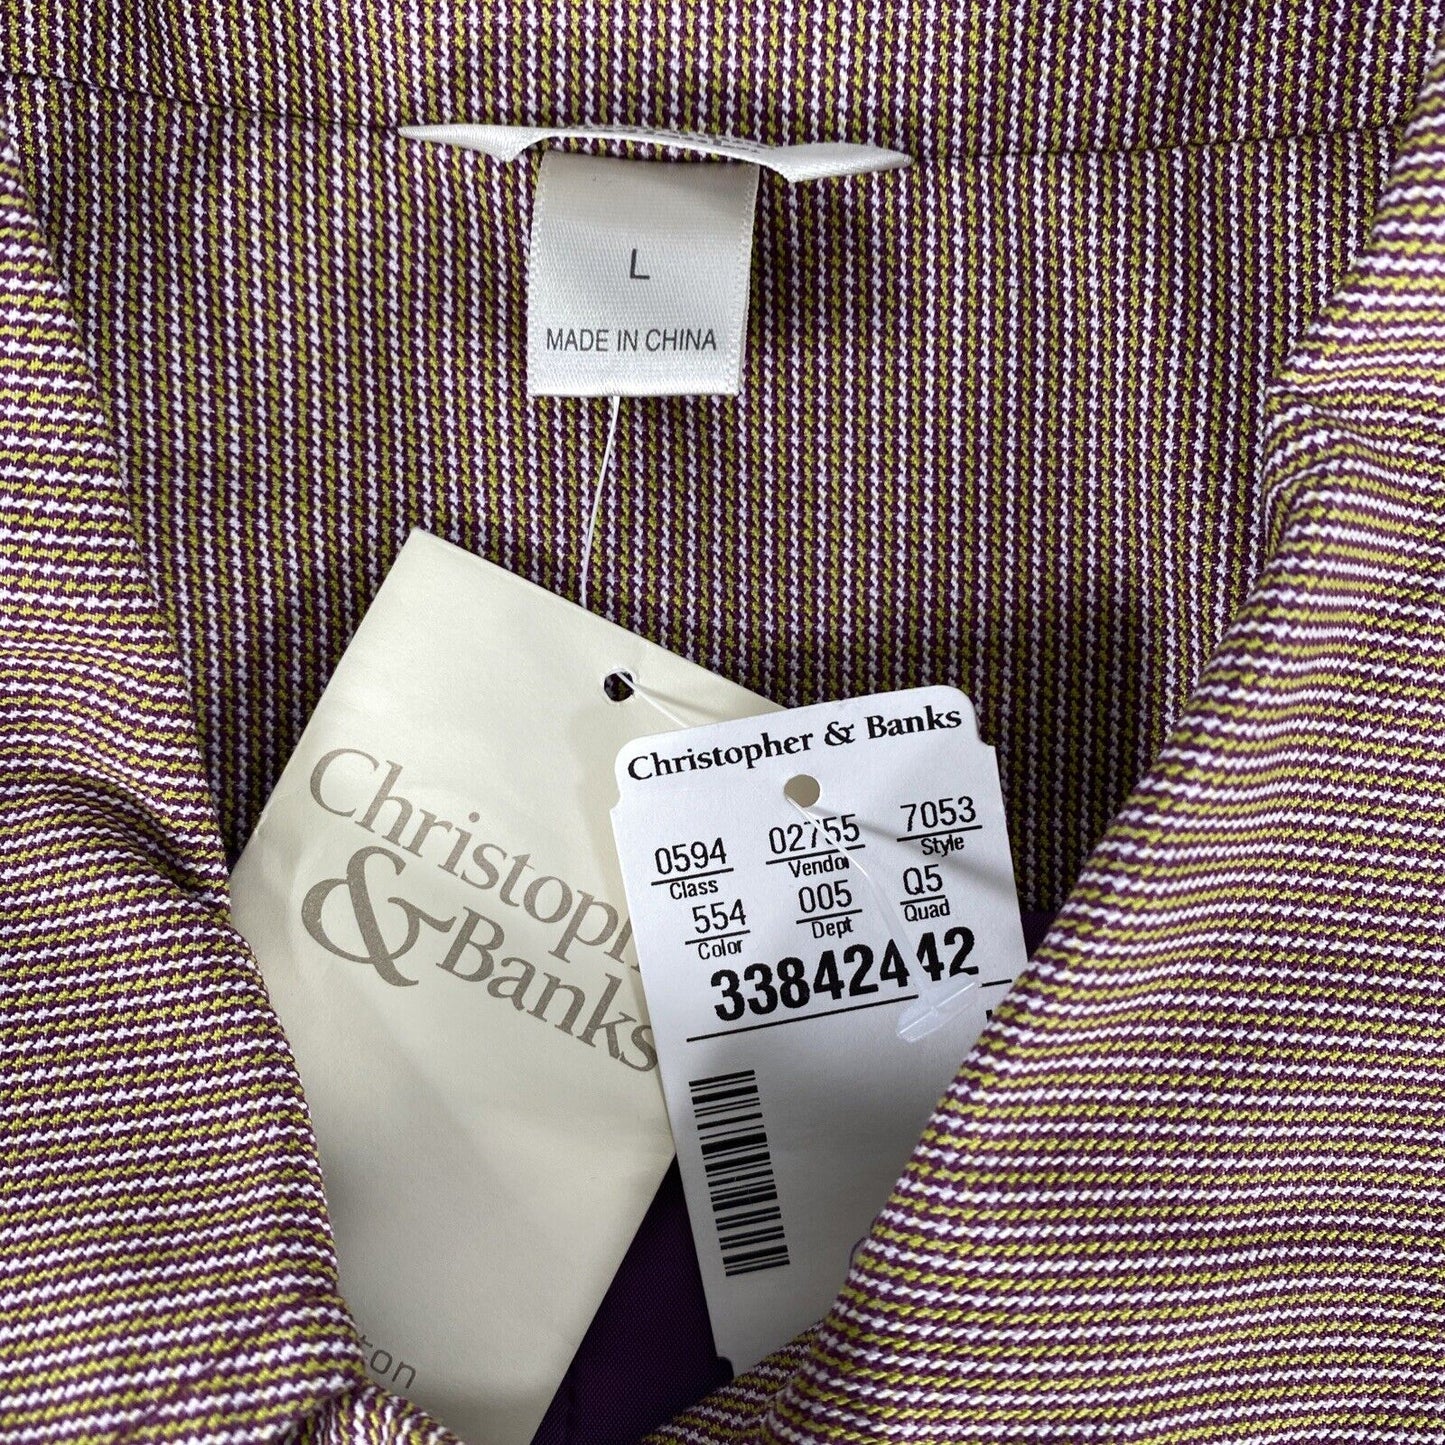 L
MADE IN CHINA
Christopher & Banks
0594 02755 7053
Class Vendor Style
554 005 Q5
Color Dept Quad
33842442
Christoph
& Banks
ton